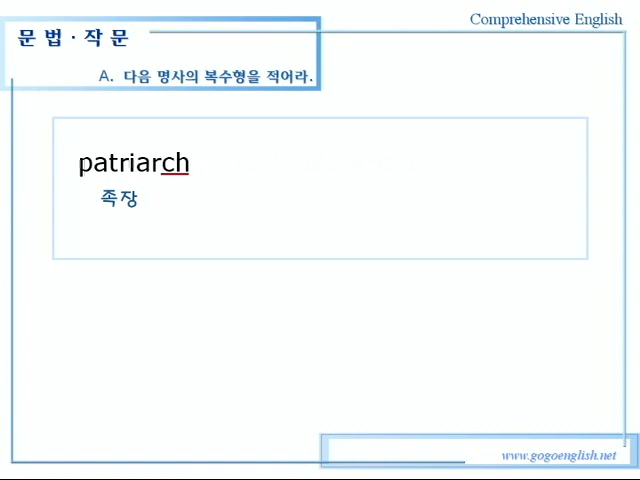 Comprehensive English
문 법 · 작 문
A. 다음 명사의 복수형을 적어라.
patriarch
족장
www.gogoenglish.net